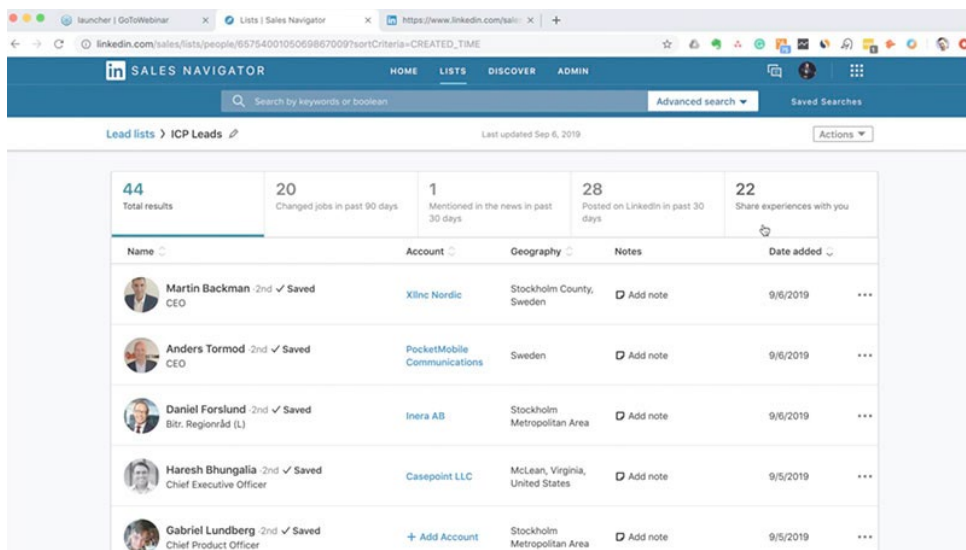 launcher | GoToWebinar
Lists | Sales Navigator
https://www.linkedin.com/sale
linkedin.com/sales/lists/people/6575400105069867009?sortCriteria=CREATED_TIME
in SALES NAVIGATOR
HOME LISTS DISCOVER ADMIN
Search by keywords or boolean
Advanced search
Saved Searches
Lead lists > ICP Leads
Last updated Sep 6, 2019
Actions
44
Total results
20
Changed jobs in past 90 days
1
Mentioned in the news in past
30 days
28
Posted on LinkedIn in past 30
days
22
Share experiences with you
Name Account Geography Notes Date added
Martin Backman ·2nd ✓ Saved
CEO
XIInc Nordic
Stockholm County,
Sweden
Add note
9/6/2019
Anders Tormod ·2nd ✓ Saved
CEO
PocketMobile
Communications
Sweden
Add note
9/6/2019
Daniel Forslund ·2nd ✓ Saved
Bitr. Regionråd (L)
Inera AB
Stockholm
Metropolitan Area
Add note
9/6/2019
Haresh Bhungalia ·2nd ✓ Saved
Chief Executive Officer
Casepoint LLC
McLean, Virginia,
United States
Add note
9/5/2019
Gabriel Lundberg ·2nd ✓ Saved
Chief Product Officer
+ Add Account
Stockholm
Metropolitan Area
Add note
9/5/2019